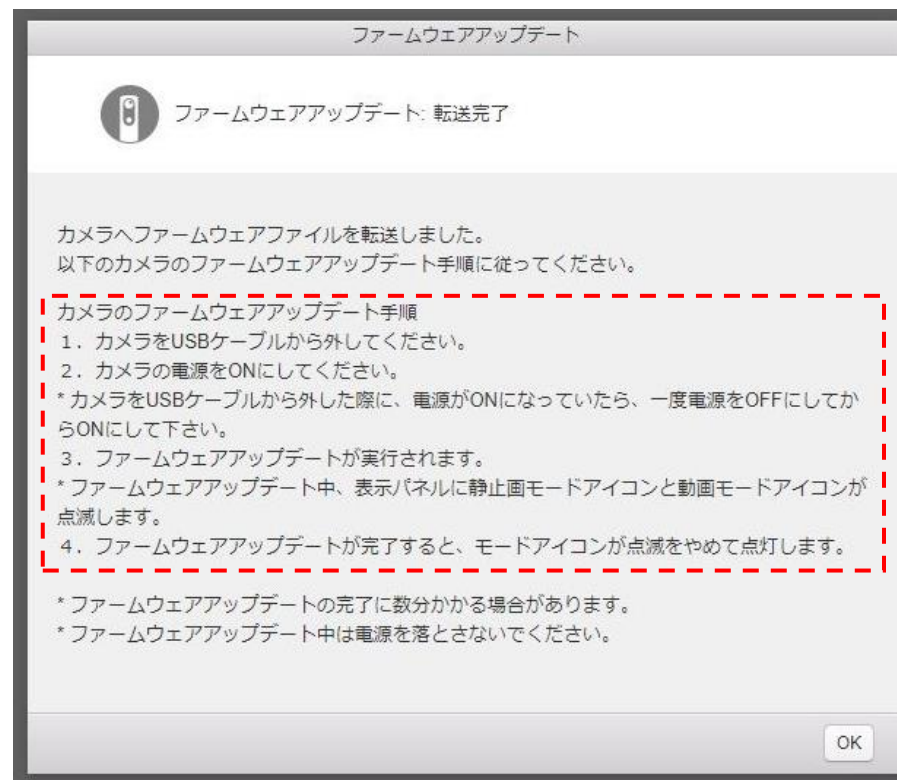 ファームウェアアップデート
ファームウェアアップデート: 転送完了
カメラへファームウェアファイルを転送しました。
以下のカメラのファームウェアアップデート手順に従ってください。
カメラのファームウェアアップデート手順
１．カメラをUSBケーブルから外してください。
２．カメラの電源をONにしてください。
* カメラをUSBケーブルから外した際に、電源がONになっていたら、一度電源をOFFにしてか
らONにして下さい。
３．ファームウェアアップデートが実行されます。
* ファームウェアアップデート中、表示パネルに静止画モードアイコンと動画モードアイコンが
点滅します。
４．ファームウェアアップデートが完了すると、モードアイコンが点滅をやめて点灯します。
* ファームウェアアップデートの完了に数分かかる場合があります。
* ファームウェアアップデート中は電源を落とさないでください。
OK